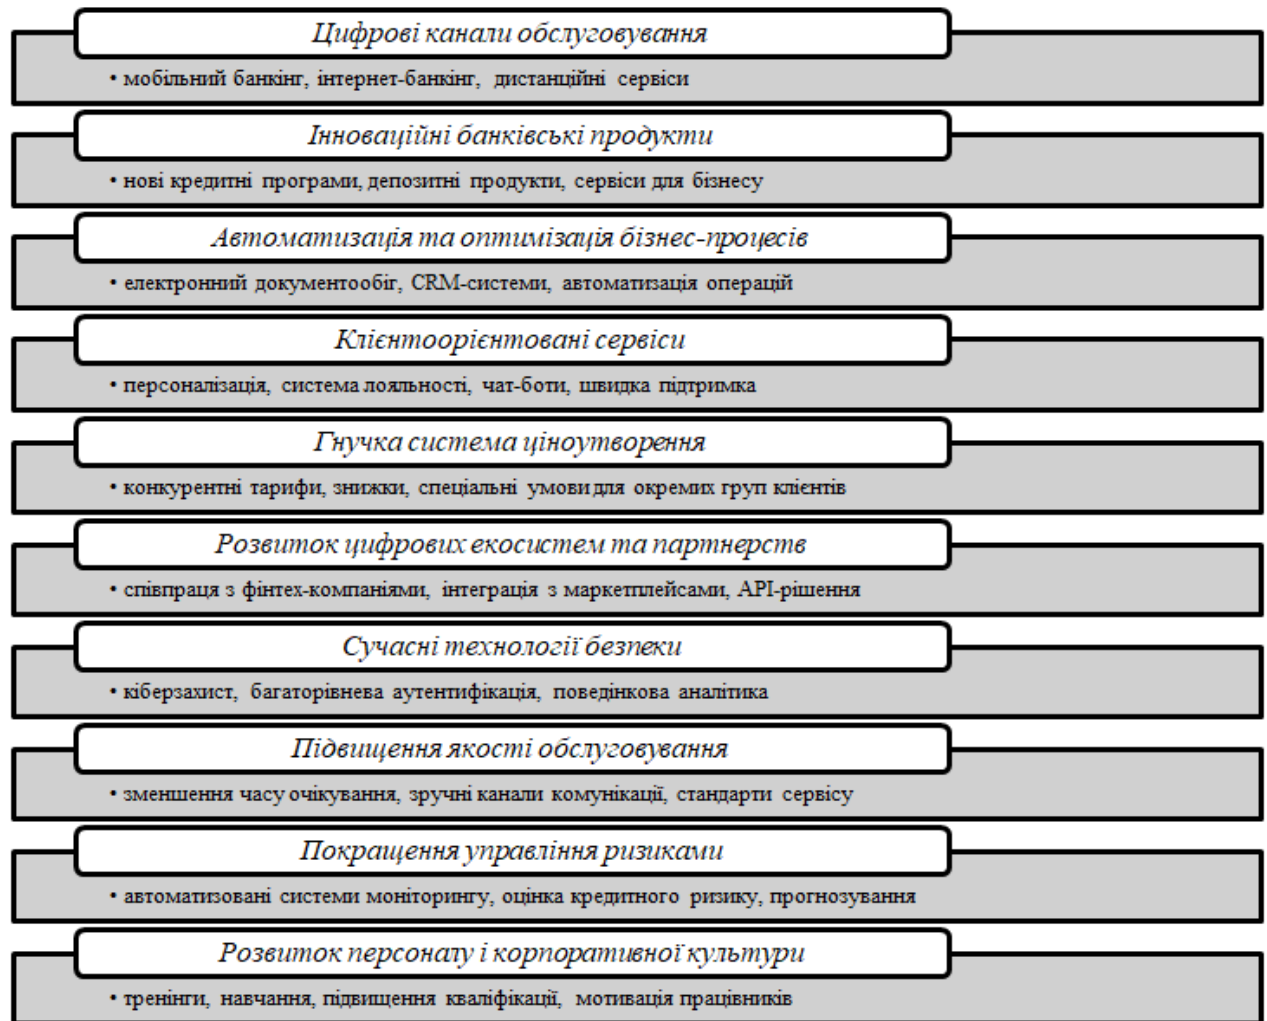 Цифрові канали обслуговування
• мобільний банкінг, інтернет-банкінг, дистанційні сервіси
Інноваційні банківські продукти
• нові кредитні програми, депозитні продукти, сервіси для бізнесу
Автоматизація та оптимізація бізнес-процесів
• електронний документообіг, CRM-системи, автоматизація операцій
Клієнтоорієнтовані сервіси
• персоналізація, система лояльності, чат-боти, швидка підтримка
Гнучка система ціноутворення
• конкурентні тарифи, знижки, спеціальні умови для окремих груп клієнтів
Розвиток цифрових екосистем та партнерств
• співпраця з фінтех-компаніями, інтеграція з маркетплейсами, API-рішення
Сучасні технології безпеки
• кіберзахист, багаторівнева аутентифікація, поведінкова аналітика
Підвищення якості обслуговування
• зменшення часу очікування, зручні канали комунікації, стандарти сервісу
Покращення управління ризиками
• автоматизовані системи моніторингу, оцінка кредитного ризику, прогнозування
Розвиток персоналу і корпоративної культури
• тренінги, навчання, підвищення кваліфікації, мотивація працівників